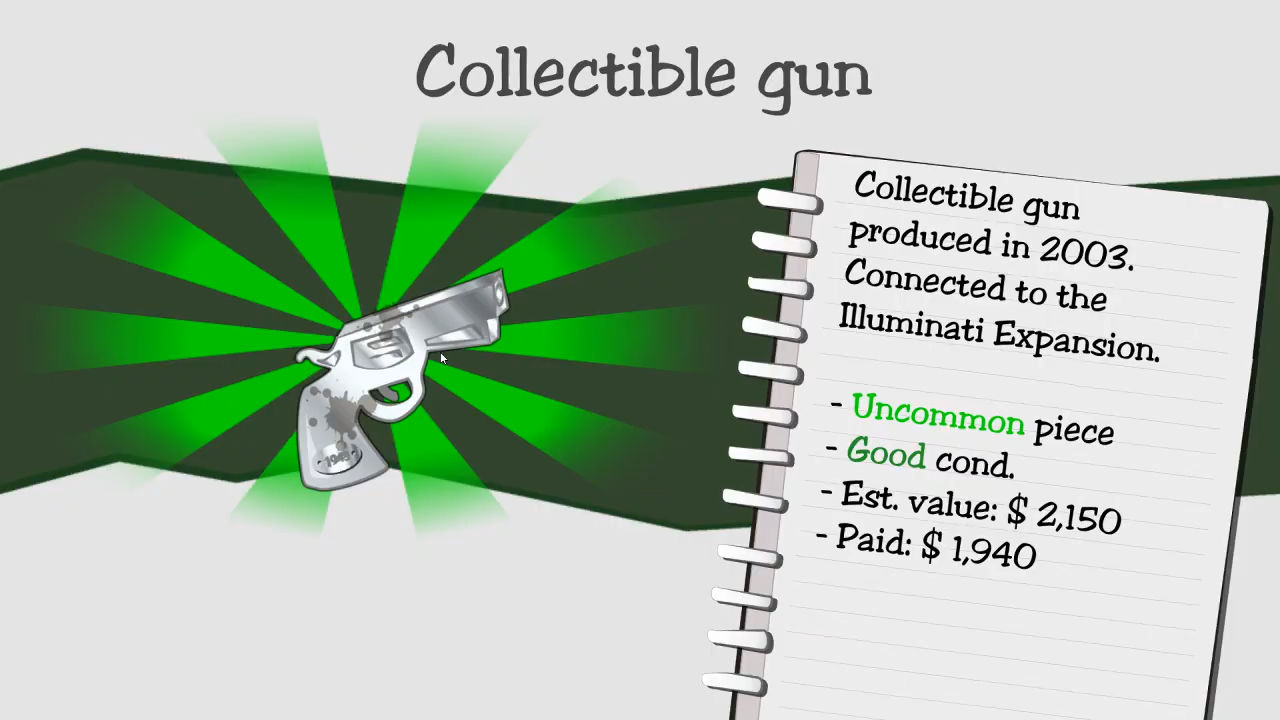 Collectible gun
Collectible gun
produced in 2003.
Connected to the
Illuminati Expansion.
- Uncommon piece
- Good cond.
- Est. value: $ 2,150
- Paid: $ 1,940